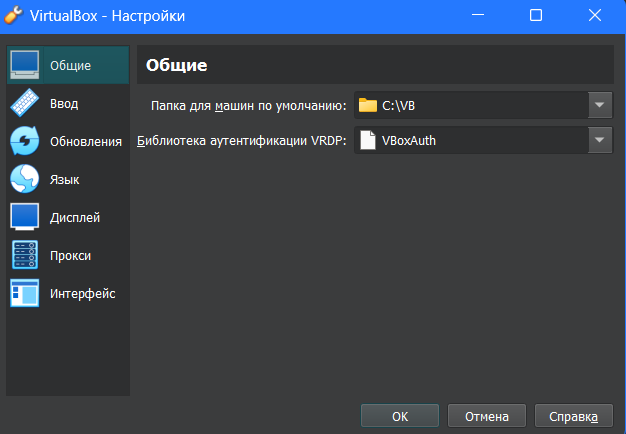 VirtualBox - Настройки
Общие
Ввод
Обновления
Язык
Дисплей
Прокси
Интерфейс
Общие
Папка для машин по умолчанию: C:\VB
Библиотека аутентификации VRDP: VBoxAuth
OK
Отмена
Справка